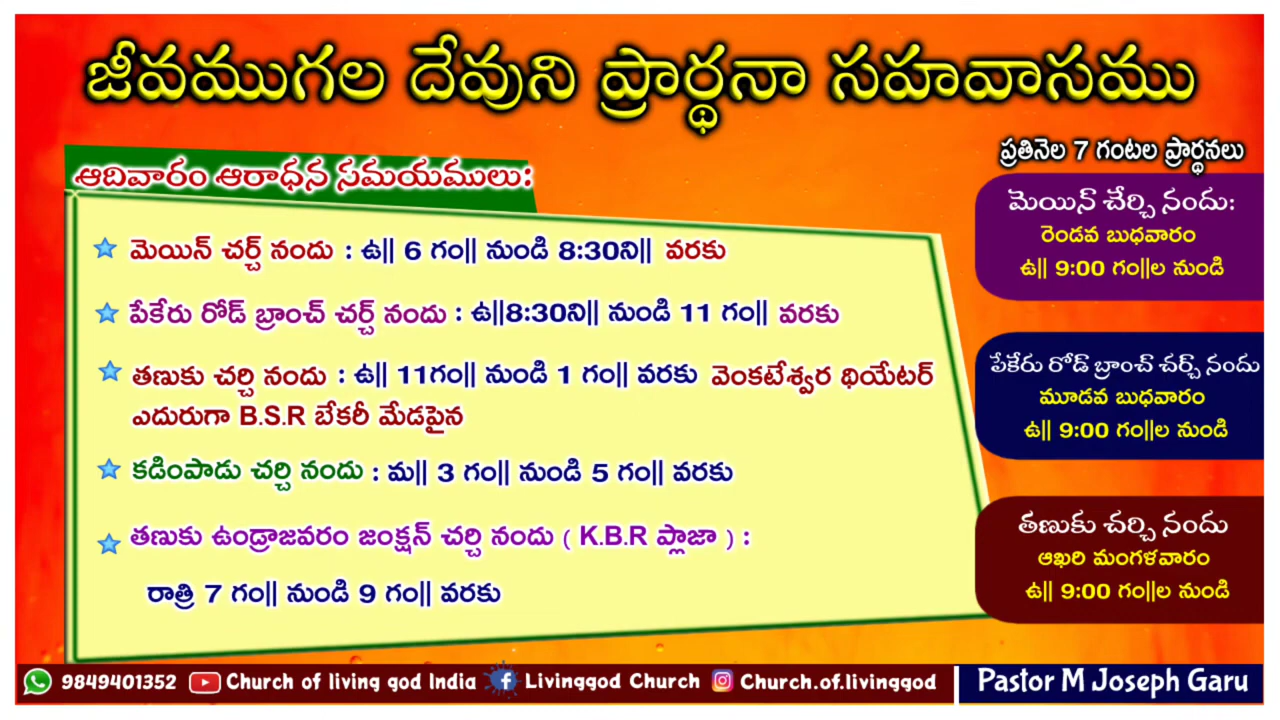 జీవముగల దేవుని ప్రార్థనా సహవాసము
ఆదివారం ఆరాధన సమయములు:
మెయిన్ చర్చ్ నందు : ఉ|| 6 గం|| నుండి 8:30ని|| వరకు
పేకేరు రోడ్ బ్రాంచ్ చర్చ్ నందు : ఉ||8:30ని|| నుండి 11 గం|| వరకు
తణుకు చర్చి నందు : ఉ|| 11గం|| నుండి 1 గం|| వరకు వెంకటేశ్వర థియేటర్
ఎదురుగా B.S.R బేకరీ మేడపైన
కడింపాడు చర్చి నందు : మ|| 3 గం|| నుండి 5 గం|| వరకు
తణుకు ఉండ్రాజవరం జంక్షన్ చర్చి నందు ( K.B.R ప్లాజా ) :
రాత్రి 7 గం|| నుండి 9 గం|| వరకు
ప్రతినెల 7 గంటల ప్రార్థనలు
మెయిన్ చేర్చి నందు:
రెండవ బుధవారం
ఉ|| 9:00 గం||ల నుండి
పేకేరు రోడ్ బ్రాంచ్ చర్చ్ నందు
మూడవ బుధవారం
ఉ|| 9:00 గం||ల నుండి
తణుకు చర్చి నందు
ఆఖరి మంగళవారం
ఉ|| 9:00 గం||ల నుండి
9849401352 Church of living god India Livinggod Church Church.of.livinggod Pastor M Joseph Garu